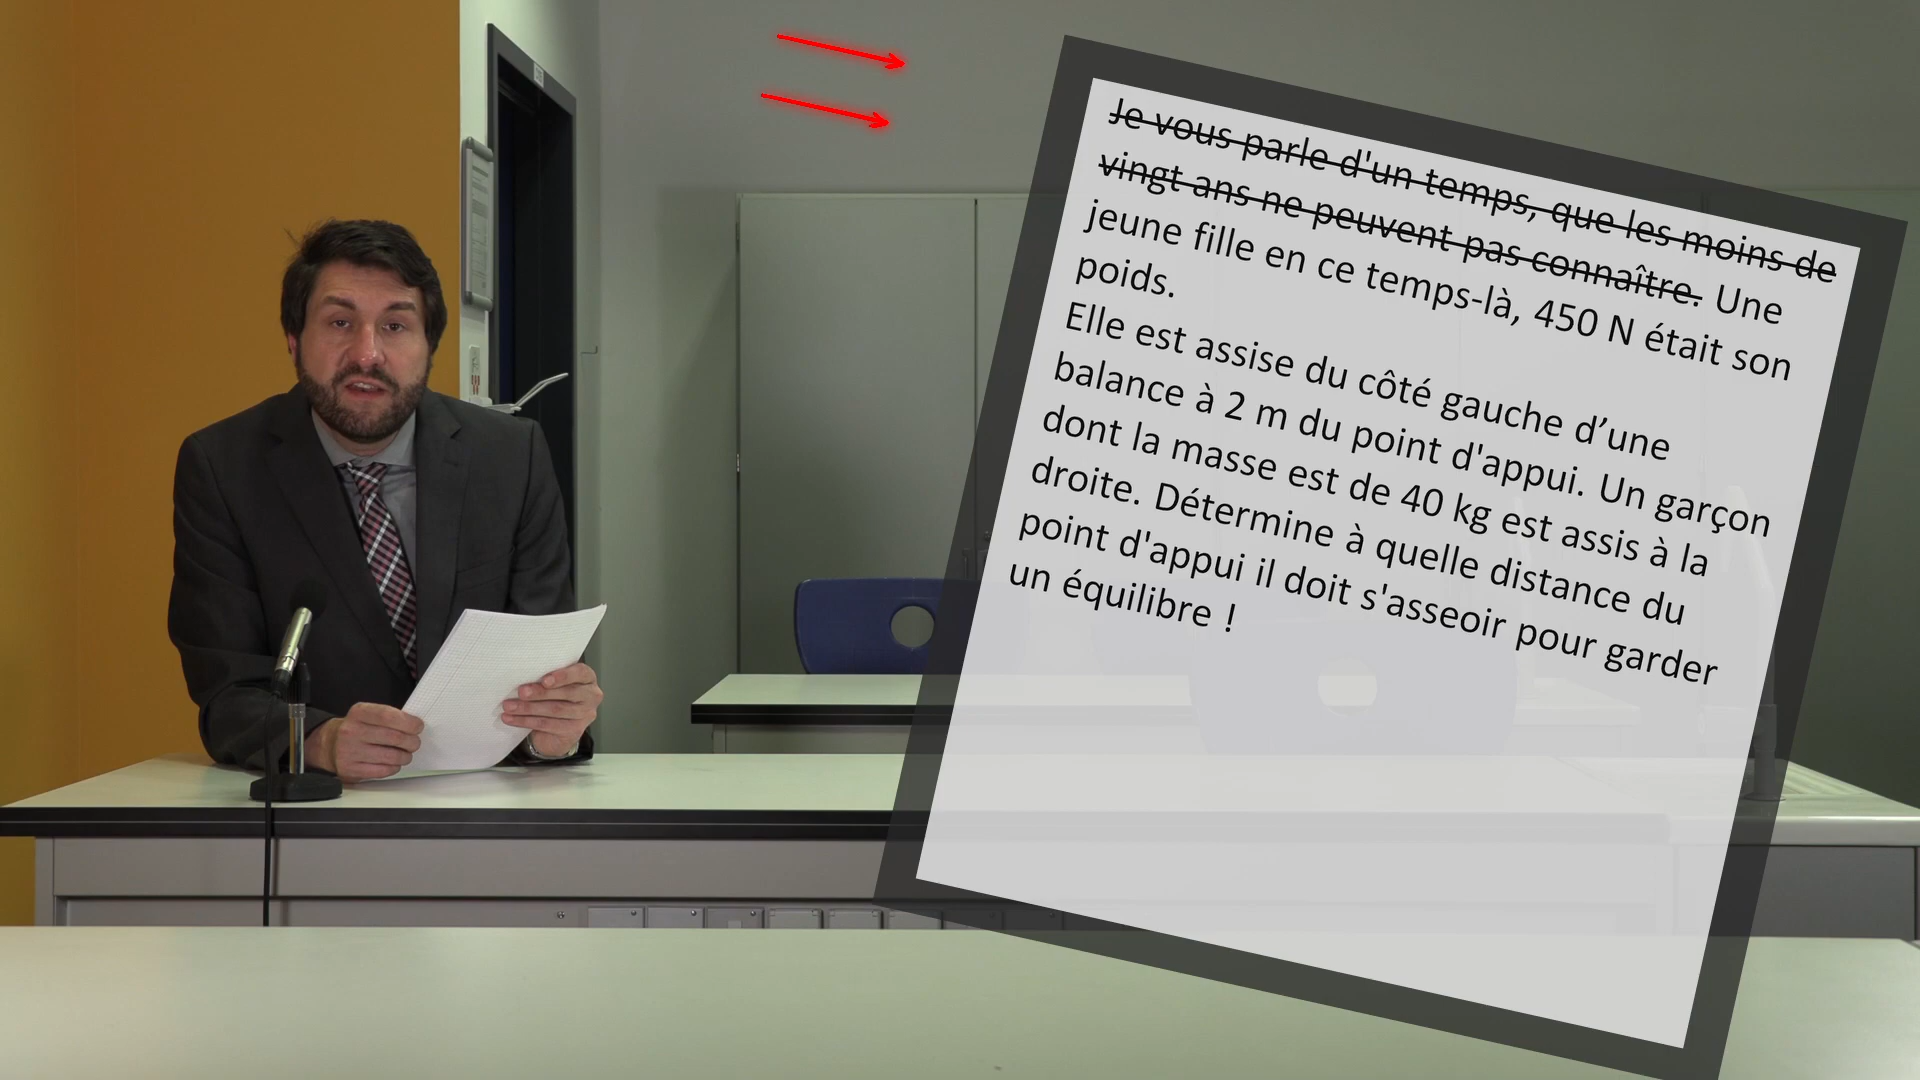 Je vous parle d'un temps, que les moins de
vingt ans ne peuvent pas connaître. Une
jeune fille en ce temps-là, 450 N était son
poids.
Elle est assise du côté gauche d’une
balance à 2 m du point d'appui. Un garçon
dont la masse est de 40 kg est assis à la
droite. Détermine à quelle distance du
point d'appui il doit s'asseoir pour garder
un équilibre !